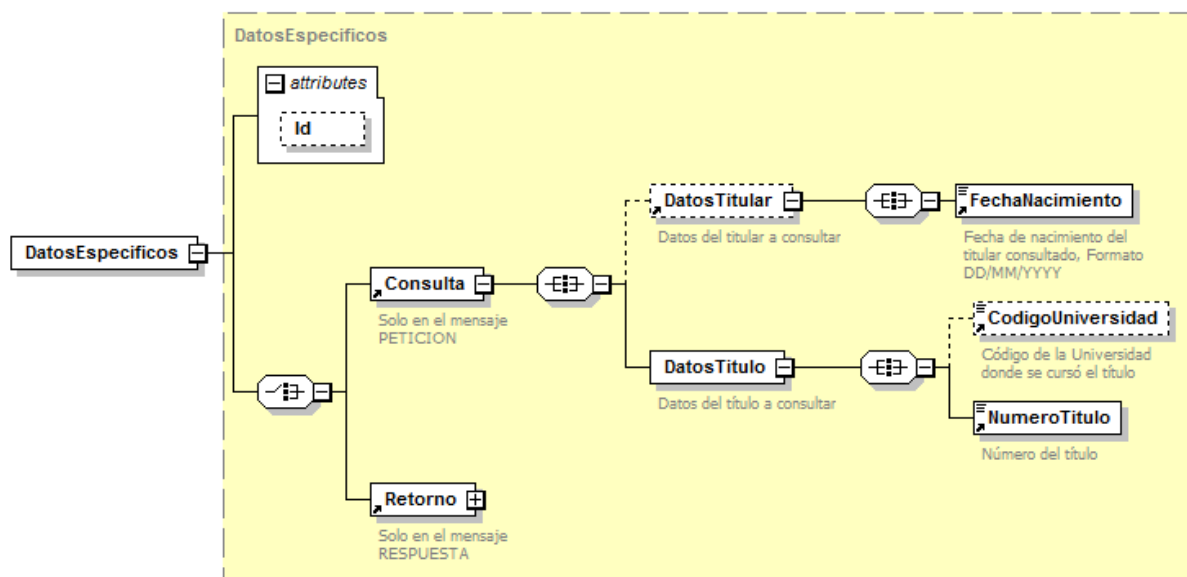 DatosEspecificos
attributes
Id
DatosEspecificos
Consulta
Solo en el mensaje
PETICION
DatosTitular
Datos del titular a consultar
FechaNacimiento
Fecha de nacimiento del
titular consultado, Formato
DD/MM/YYYY
DatosTitulo
Datos del título a consultar
CodigoUniversidad
Código de la Universidad
donde se cursó el título
NumeroTitulo
Número del título
Retorno
Solo en el mensaje
RESPUESTA